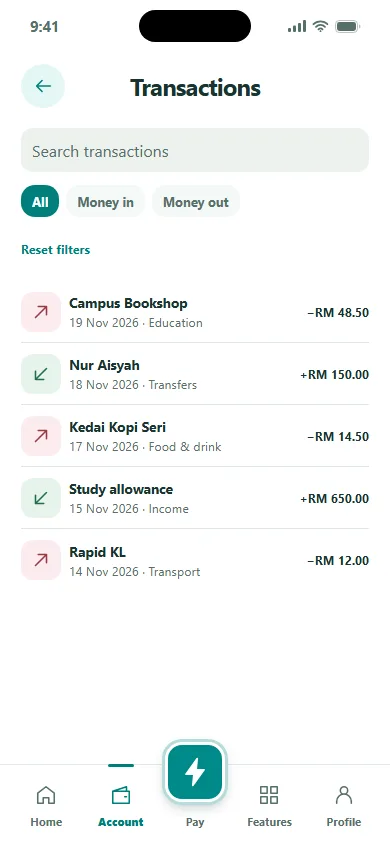 9:41
Transactions
Search transactions
All Money in Money out
Reset filters
Campus Bookshop
19 Nov 2026 · Education
−RM 48.50
Nur Aisyah
18 Nov 2026 · Transfers
+RM 150.00
Kedai Kopi Seri
17 Nov 2026 · Food & drink
−RM 14.50
Study allowance
15 Nov 2026 · Income
+RM 650.00
Rapid KL
14 Nov 2026 · Transport
−RM 12.00
Home Account Pay Features Profile